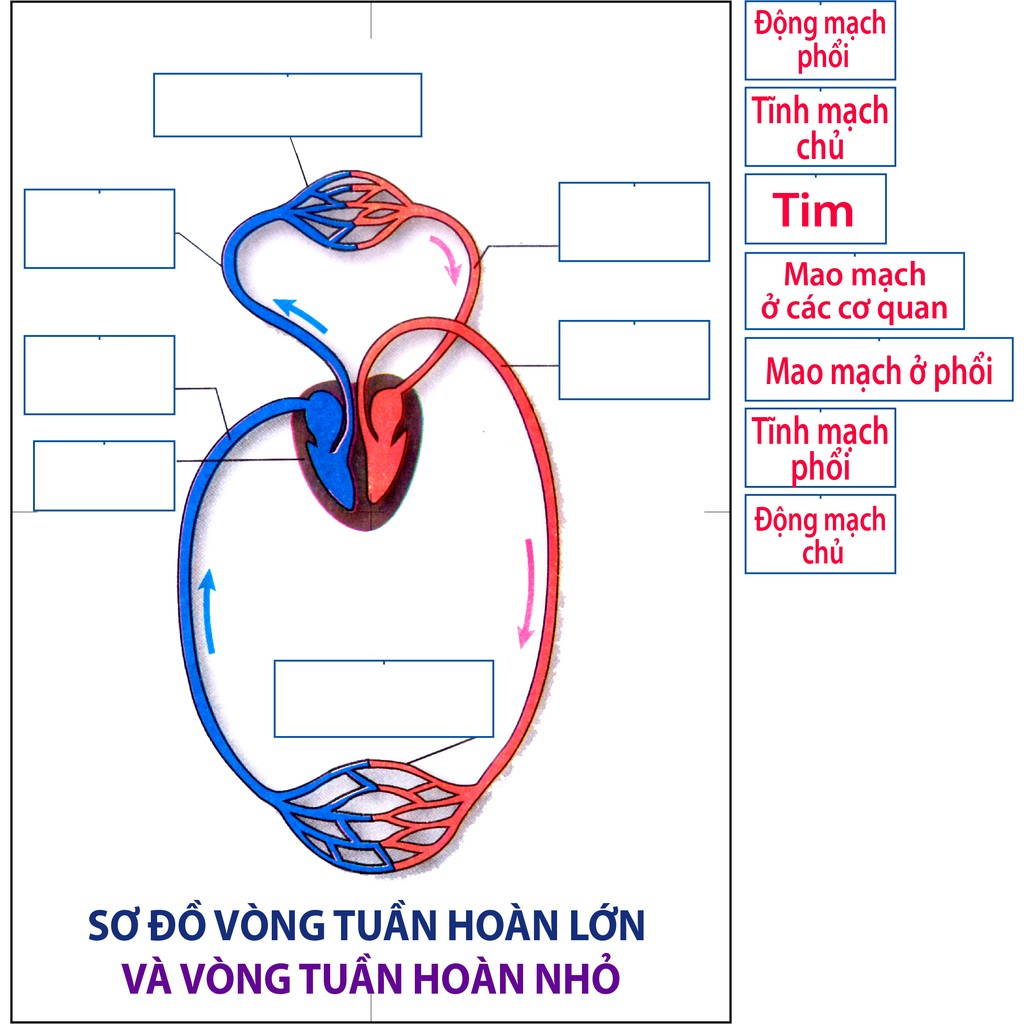 Động mạch
phổi
Tĩnh mạch
chủ
Tim
Mao mạch
ở các cơ quan
Mao mạch ở phổi
Tĩnh mạch
phổi
Động mạch
chủ
SƠ ĐỒ VÒNG TUẦN HOÀN LỚN
VÀ VÒNG TUẦN HOÀN NHỎ